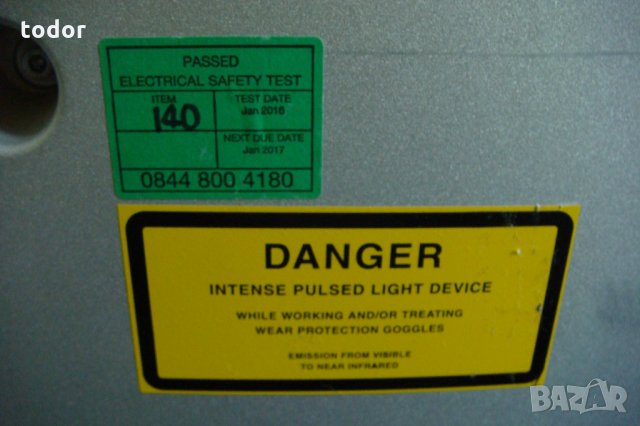 todor
PASSED
ELECTRICAL SAFETY TEST
ITEM
140
TEST DATE
Jan 2016
NEXT DUE DATE
Jan 2017
0844 800 4180
DANGER
INTENSE PULSED LIGHT DEVICE
WHILE WORKING AND/OR TREATING
WEAR PROTECTION GOGGLES
EMISSION FROM VISIBLE
TO NEAR INFRARED
BAZAR